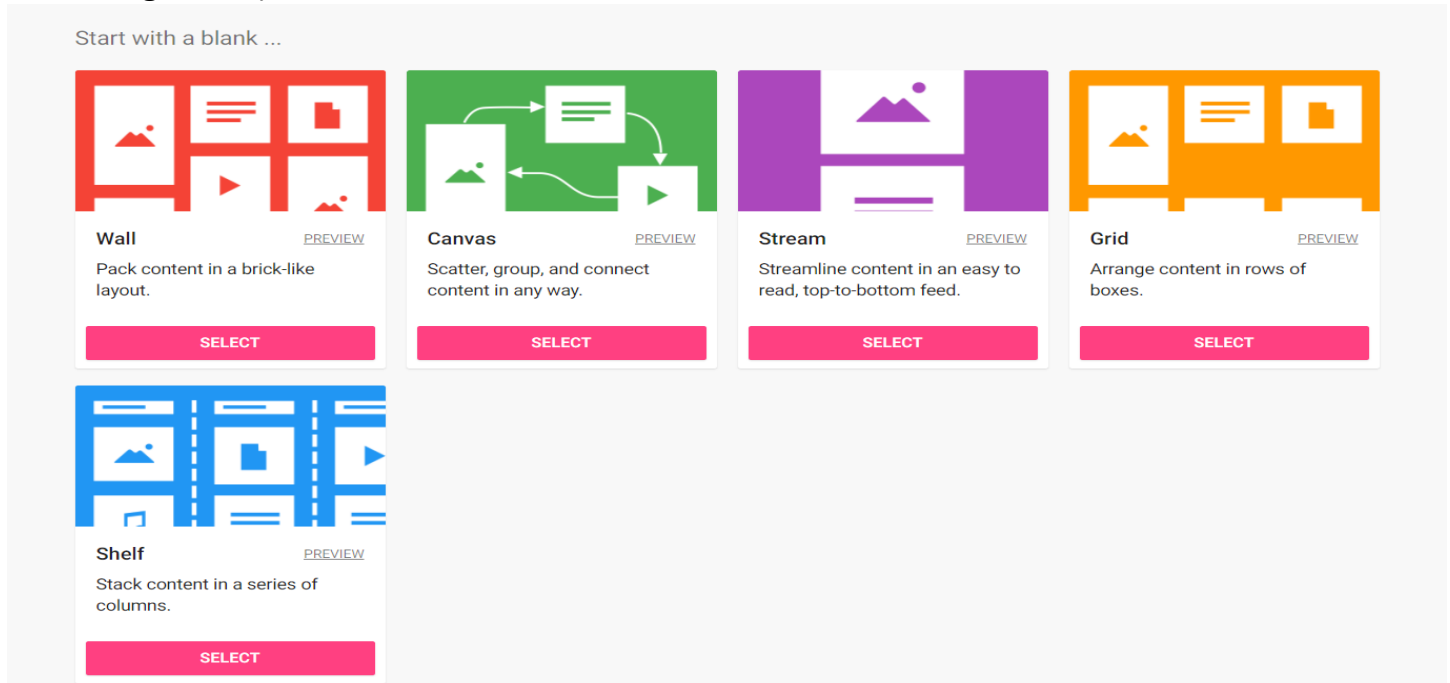 Start with a blank ...
Wall PREVIEW
Pack content in a brick-like
layout.
SELECT
Canvas PREVIEW
Scatter, group, and connect
content in any way.
SELECT
Stream PREVIEW
Streamline content in an easy to
read, top-to-bottom feed.
SELECT
Grid PREVIEW
Arrange content in rows of
boxes.
SELECT
Shelf PREVIEW
Stack content in a series of
columns.
SELECT